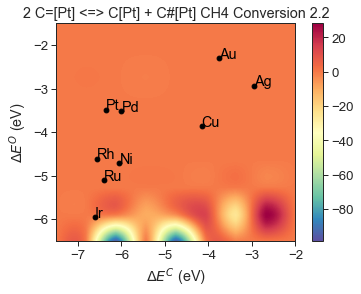 2 C=[Pt] <=> C[Pt] + C#[Pt] CH4 Conversion 2.2
−2
−3
−4
−5
−6
ΔE^O (eV)
Au
Ag
Pt
Pd
Cu
Rh
Ni
Ru
Ir
−7
−6
−5
−4
−3
−2
ΔE^C (eV)
20
0
−20
−40
−60
−80